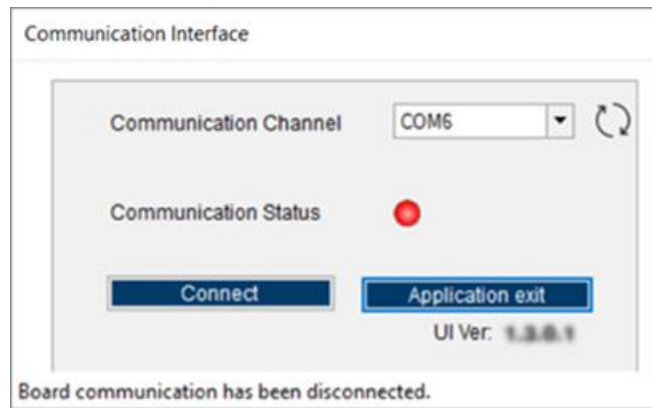 Communication Interface
Communication Channel COM6
Communication Status
Connect Application exit
UI Ver:
Board communication has been disconnected.